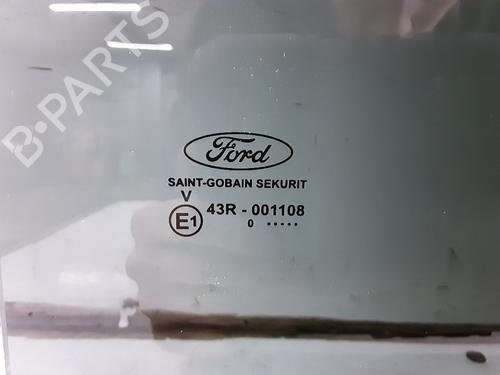 B-PARTS
Ford
SAINT-GOBAIN SEKURIT
V
E1 43R - 001108
0 .....